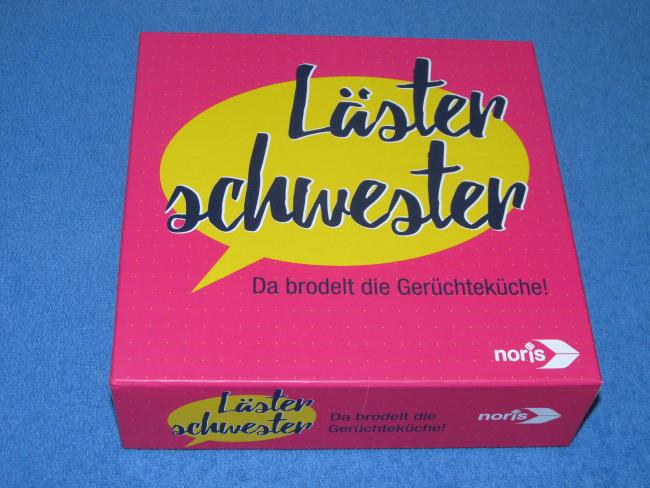 Läster
schwester
Da brodelt die Gerüchteküche!
noris
Läster
schwester
Da brodelt die
Gerüchteküche!
noris